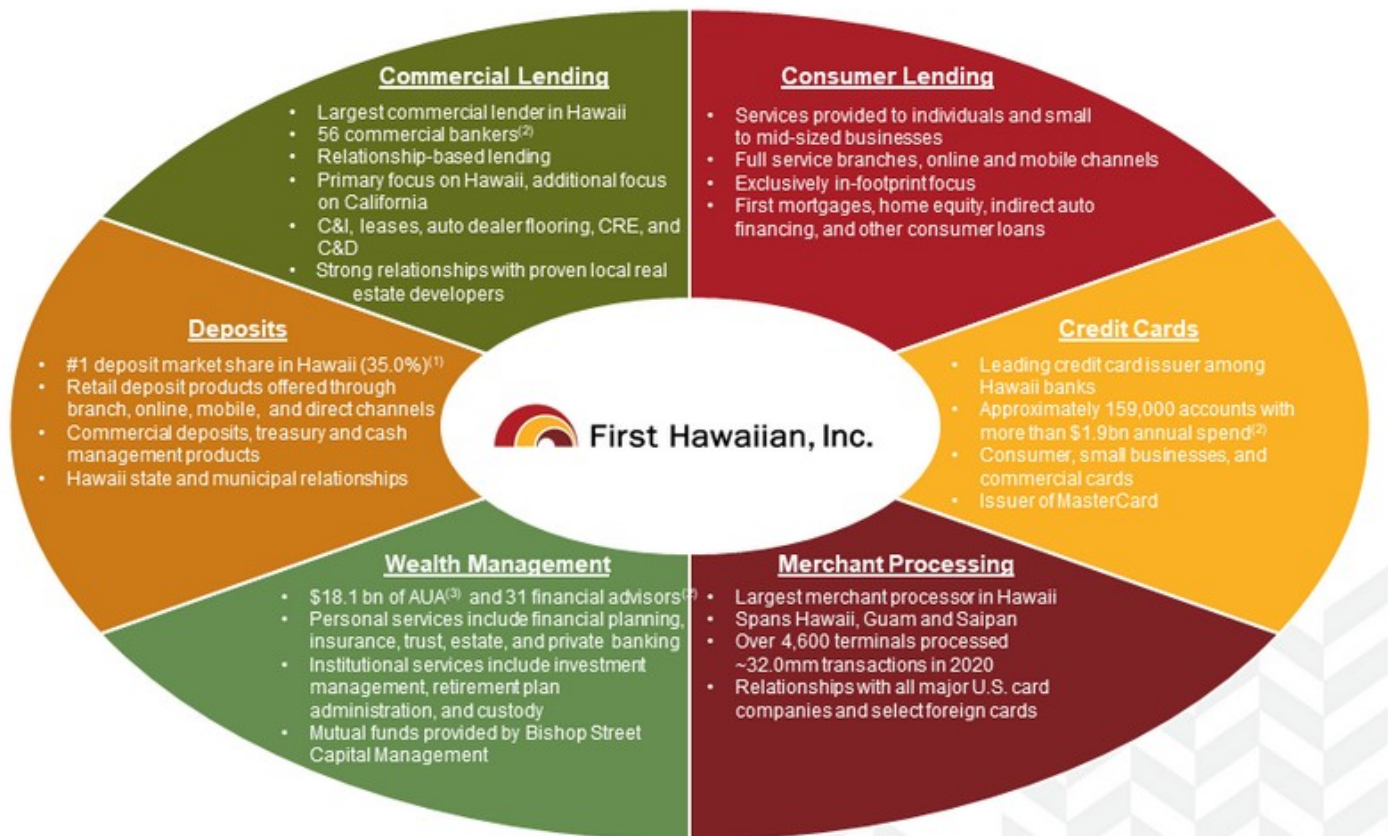 Commercial Lending
• Largest commercial lender in Hawaii
• 56 commercial bankers(2)
• Relationship-based lending
• Primary focus on Hawaii, additional focus
on California
• C&I, leases, auto dealer flooring, CRE, and
C&D
• Strong relationships with proven local real
estate developers
Consumer Lending
• Services provided to individuals and small
to mid-sized businesses
• Full service branches, online and mobile channels
• Exclusively in-footprint focus
• First mortgages, home equity, indirect auto
financing, and other consumer loans
Deposits
• #1 deposit market share in Hawaii (35.0%)(1)
• Retail deposit products offered through
branch, online, mobile, and direct channels
• Commercial deposits, treasury and cash
management products
• Hawaii state and municipal relationships
First Hawaiian, Inc.
Credit Cards
• Leading credit card issuer among
Hawaii banks
• Approximately 159,000 accounts with
more than $1.9bn annual spend(2)
• Consumer, small businesses, and
commercial cards
• Issuer of MasterCard
Wealth Management
• $18.1 bn of AUA(3) and 31 financial advisors(2)
• Personal services include financial planning,
insurance, trust, estate, and private banking
• Institutional services include investment
management, retirement plan
administration, and custody
• Mutual funds provided by Bishop Street
Capital Management
Merchant Processing
• Largest merchant processor in Hawaii
• Spans Hawaii, Guam and Saipan
• Over 4,600 terminals processed
~32.0mm transactions in 2020
• Relationships with all major U.S. card
companies and select foreign cards